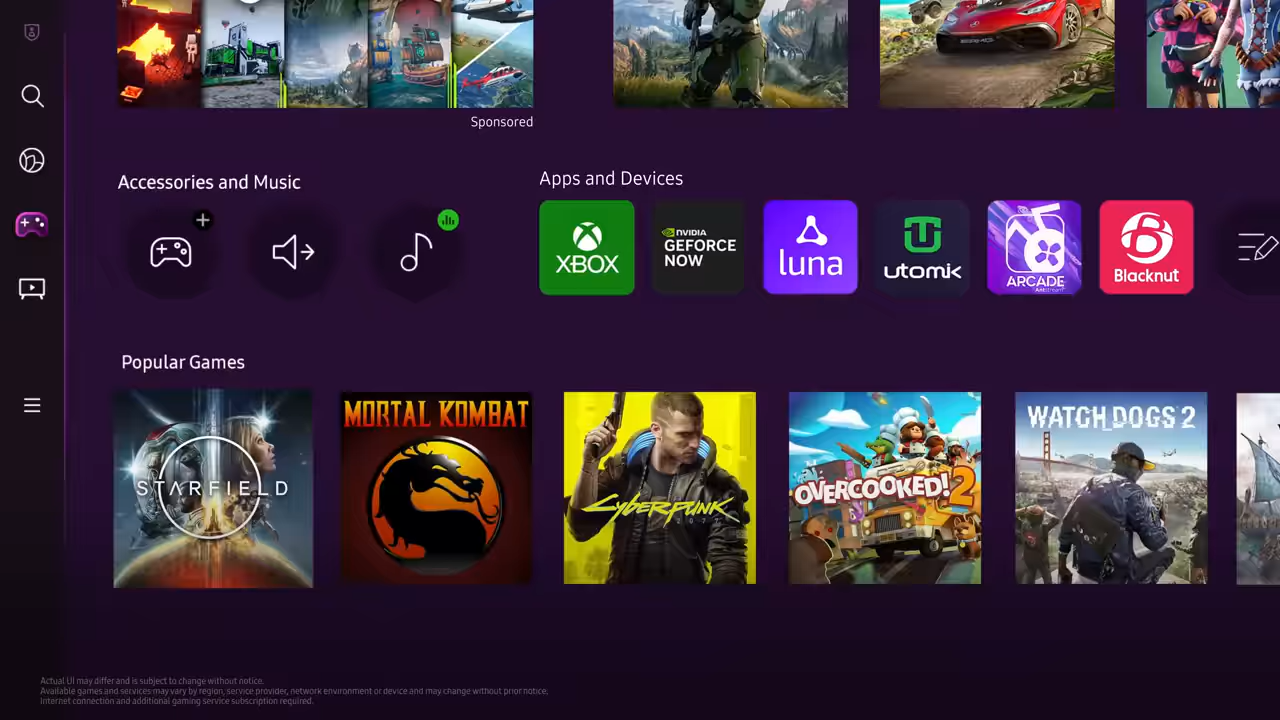 Sponsored
Accessories and Music
Apps and Devices
XBOX
NVIDIA
GEFORCE
NOW
luna
utomik
ARCADE
Antstream
Blacknut
Popular Games
STARFIELD
MORTAL KOMBAT
Cyberpunk
2077
OVERCOOKED! 2
WATCH_DOGS 2
Actual UI may differ and is subject to change without notice.
Available games and services may vary by region, service provider, network environment or device and may change without prior notice,
Internet connection and additional gaming service subscription required.